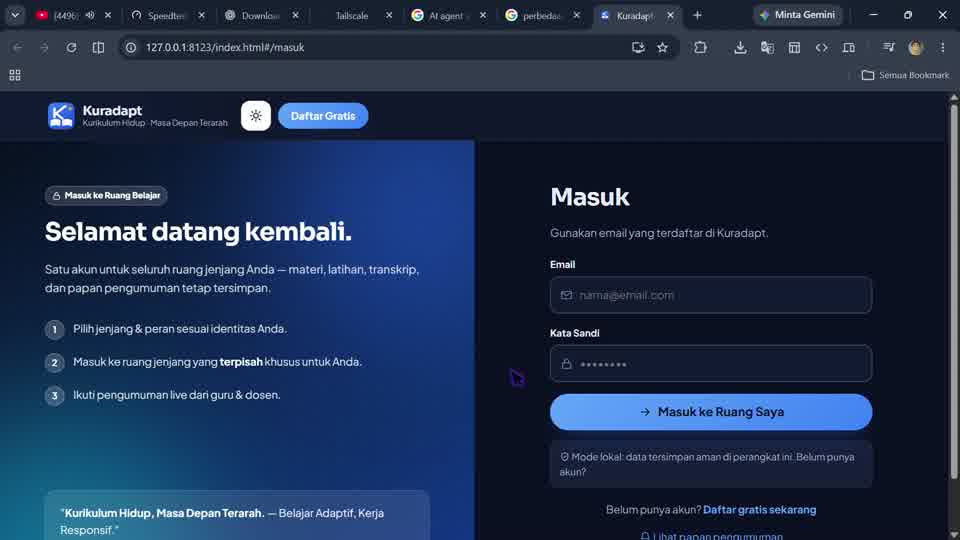 (4496)
Speedtes
Downloa
Tailscale
AI agent v
perbedaa
Kuradapt
Minta Gemini
127.0.0.1:8123/index.html#/masuk
Semua Bookmark
Kuradapt
Kurikulum Hidup · Masa Depan Terarah
Daftar Gratis
Masuk ke Ruang Belajar
Selamat datang kembali.
Satu akun untuk seluruh ruang jenjang Anda — materi, latihan, transkrip,
dan papan pengumuman tetap tersimpan.
1 Pilih jenjang & peran sesuai identitas Anda.
2 Masuk ke ruang jenjang yang terpisah khusus untuk Anda.
3 Ikuti pengumuman live dari guru & dosen.
"Kurikulum Hidup, Masa Depan Terarah. — Belajar Adaptif, Kerja
Responsif."
Masuk
Gunakan email yang terdaftar di Kuradapt.
Email
nama@email.com
Kata Sandi
••••••••
→ Masuk ke Ruang Saya
Mode lokal: data tersimpan aman di perangkat ini. Belum punya
akun?
Belum punya akun? Daftar gratis sekarang
Lihat papan pengumuman